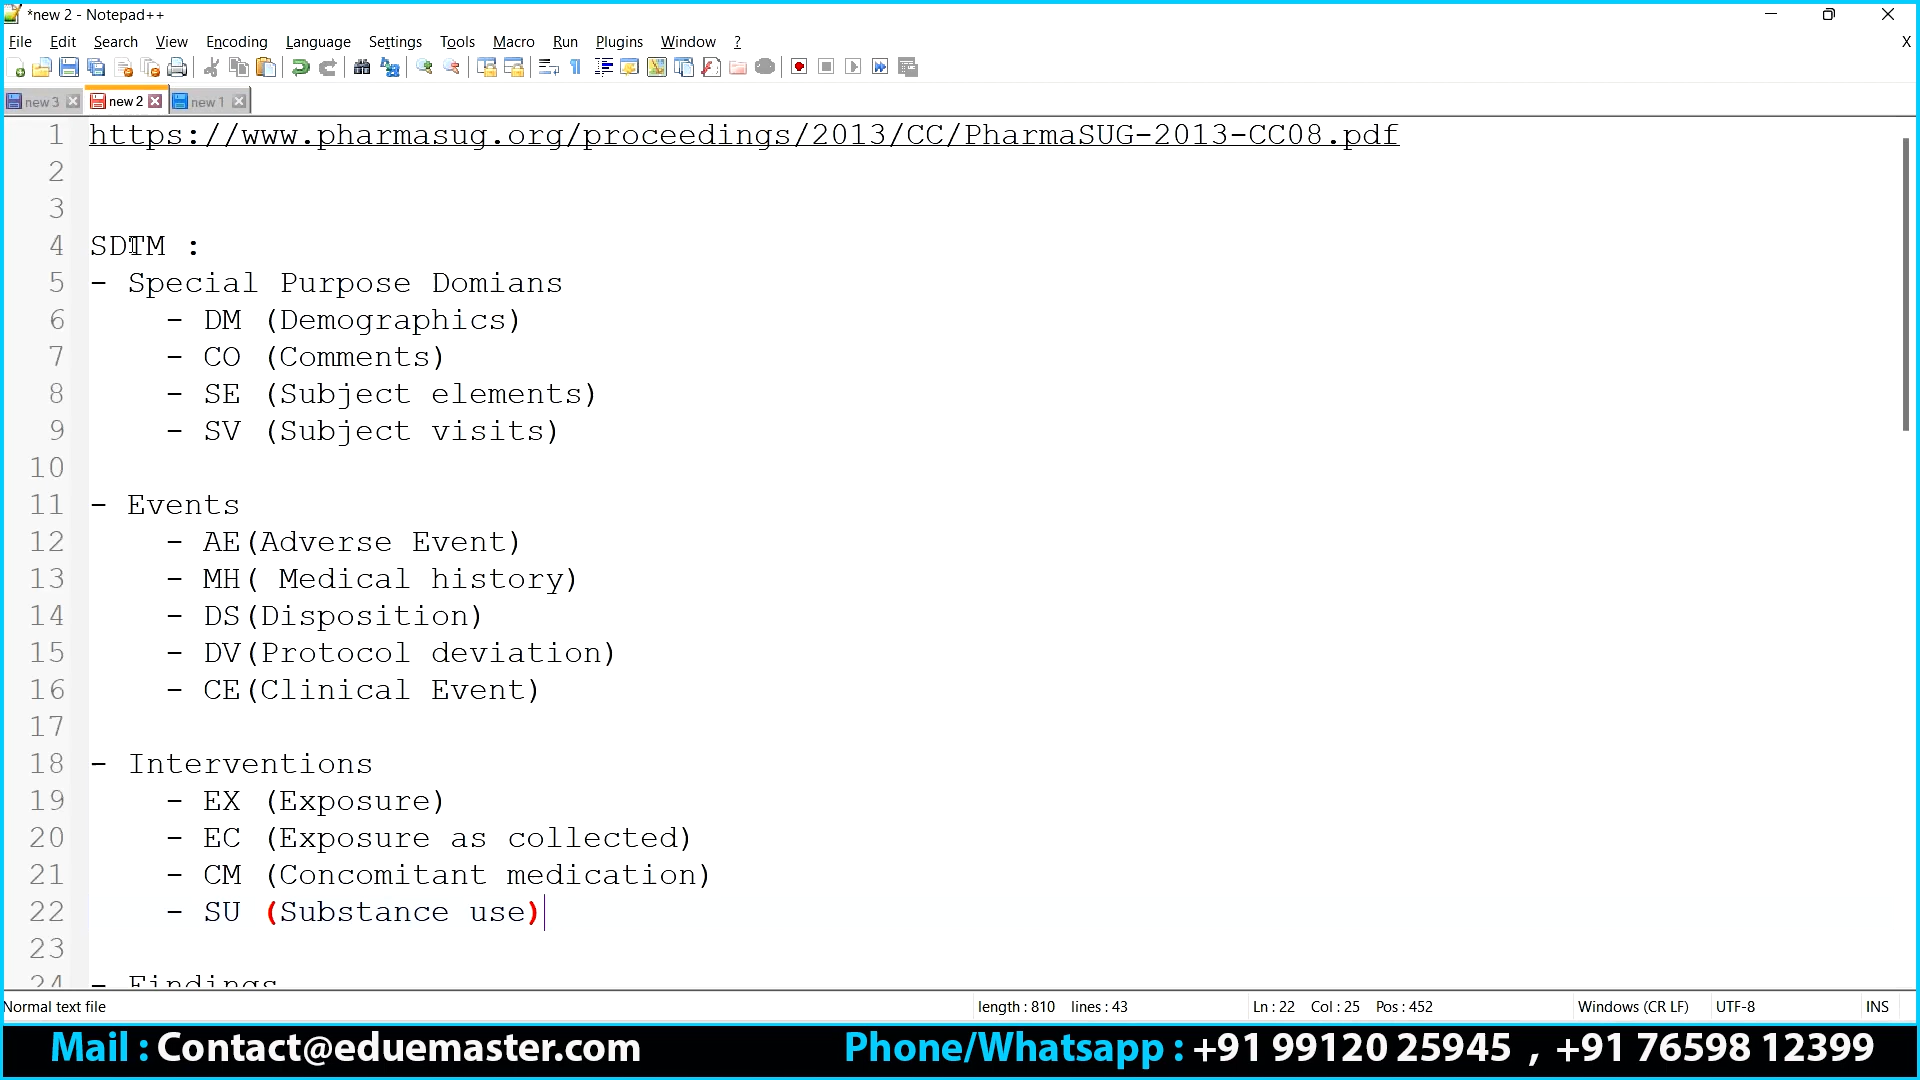 *new 2 - Notepad++
File Edit Search View Encoding Language Settings Tools Macro Run Plugins Window ? X
new 3 new 2 new 1
1 https://www.pharmasug.org/proceedings/2013/CC/PharmaSUG-2013-CC08.pdf
2
3
4 SDTM :
5 - Special Purpose Domians
6 - DM (Demographics)
7 - CO (Comments)
8 - SE (Subject elements)
9 - SV (Subject visits)
10
11 - Events
12 - AE(Adverse Event)
13 - MH( Medical history)
14 - DS(Disposition)
15 - DV(Protocol deviation)
16 - CE(Clinical Event)
17
18 - Interventions
19 - EX (Exposure)
20 - EC (Exposure as collected)
21 - CM (Concomitant medication)
22 - SU (Substance use)
23
24 - Findings
Normal text file length : 810 lines : 43 Ln : 22 Col : 25 Pos : 452 Windows (CR LF) UTF-8 INS
Mail : Contact@eduemaster.com Phone/Whatsapp : +91 99120 25945 , +91 76598 12399